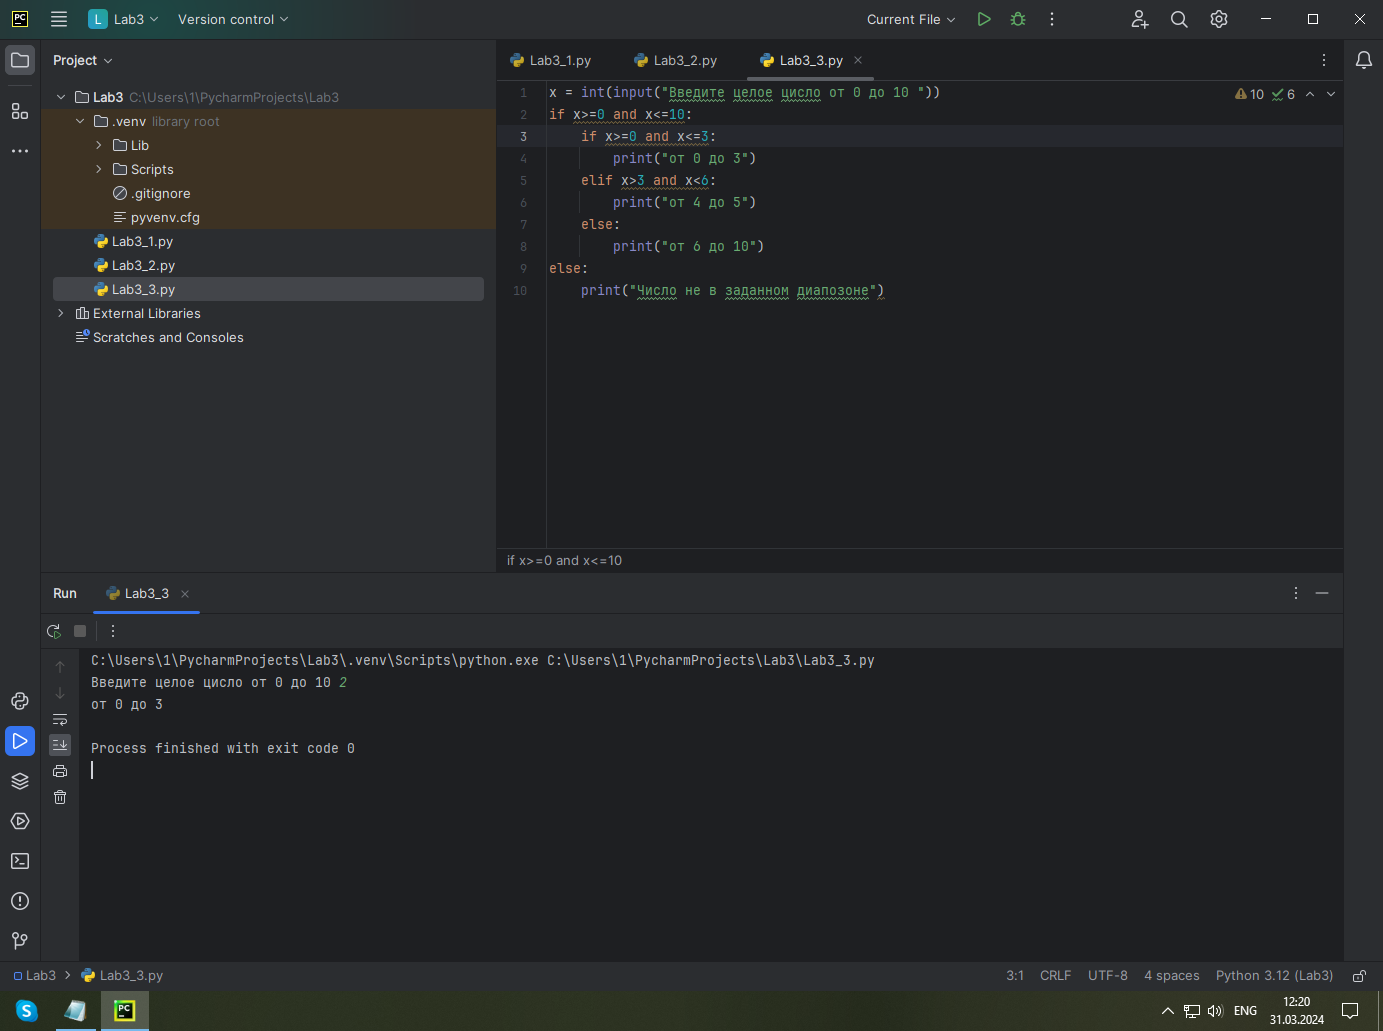 PC L Lab3 Version control Current File
Project
Lab3_1.py Lab3_2.py Lab3_3.py
Lab3 C:\Users\1\PycharmProjects\Lab3
.venv library root
Lib
Scripts
.gitignore
pyvenv.cfg
Lab3_1.py
Lab3_2.py
Lab3_3.py
External Libraries
Scratches and Consoles
10 6
1 x = int(input("Введите целое цисло от 0 до 10 "))
2 if x>=0 and x<=10:
3     if x>=0 and x<=3:
4         print("от 0 до 3")
5     elif x>3 and x<6:
6         print("от 4 до 5")
7     else:
8         print("от 6 до 10")
9 else:
10     print("Число не в заданном диапозоне")
if x>=0 and x<=10
Run Lab3_3
C:\Users\1\PycharmProjects\Lab3\.venv\Scripts\python.exe C:\Users\1\PycharmProjects\Lab3\Lab3_3.py
Введите целое цисло от 0 до 10 2
от 0 до 3
Process finished with exit code 0
Lab3 Lab3_3.py 3:1 CRLF UTF-8 4 spaces Python 3.12 (Lab3)
S PC ENG 12:20
31.03.2024